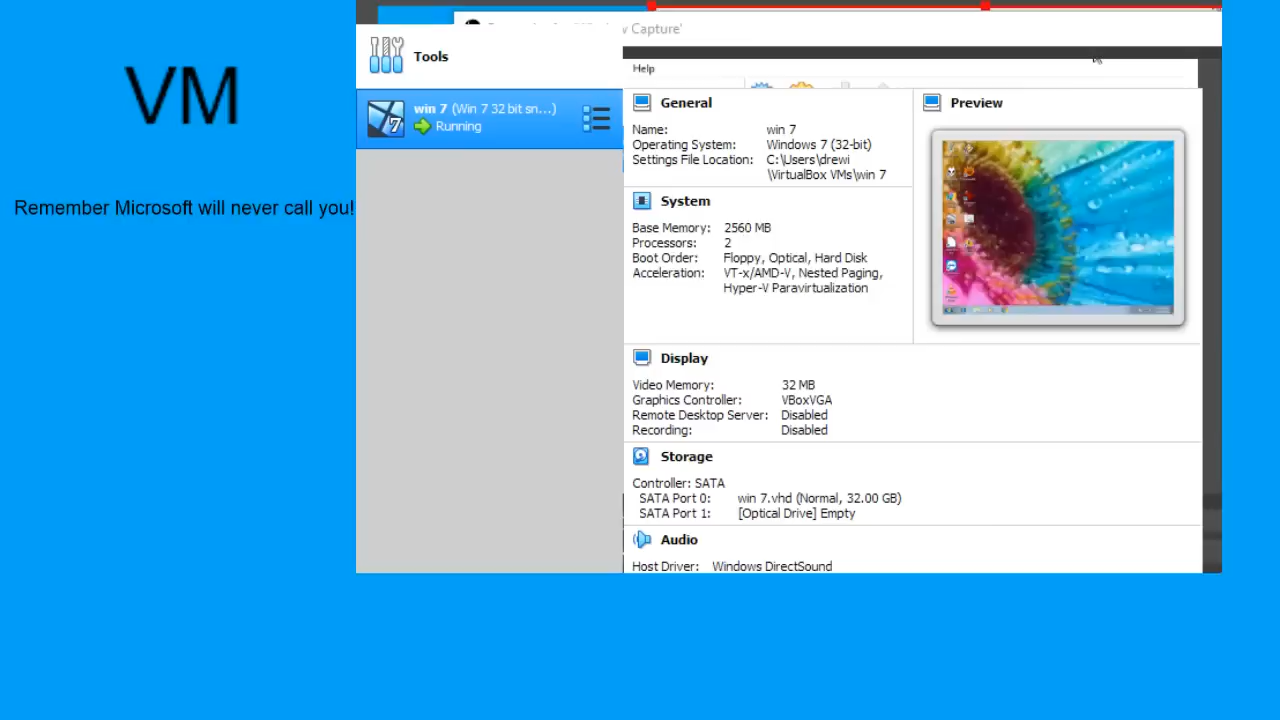 VM
Remember Microsoft will never call you!
Capture'
Tools
win 7 (Win 7 32 bit sn...)
Running
Help
General
Name: win 7
Operating System: Windows 7 (32-bit)
Settings File Location: C:\Users\drewi
\VirtualBox VMs\win 7
System
Base Memory: 2560 MB
Processors: 2
Boot Order: Floppy, Optical, Hard Disk
Acceleration: VT-x/AMD-V, Nested Paging,
Hyper-V Paravirtualization
Preview
Display
Video Memory: 32 MB
Graphics Controller: VBoxVGA
Remote Desktop Server: Disabled
Recording: Disabled
Storage
Controller: SATA
SATA Port 0: win 7.vhd (Normal, 32.00 GB)
SATA Port 1: [Optical Drive] Empty
Audio
Host Driver: Windows DirectSound